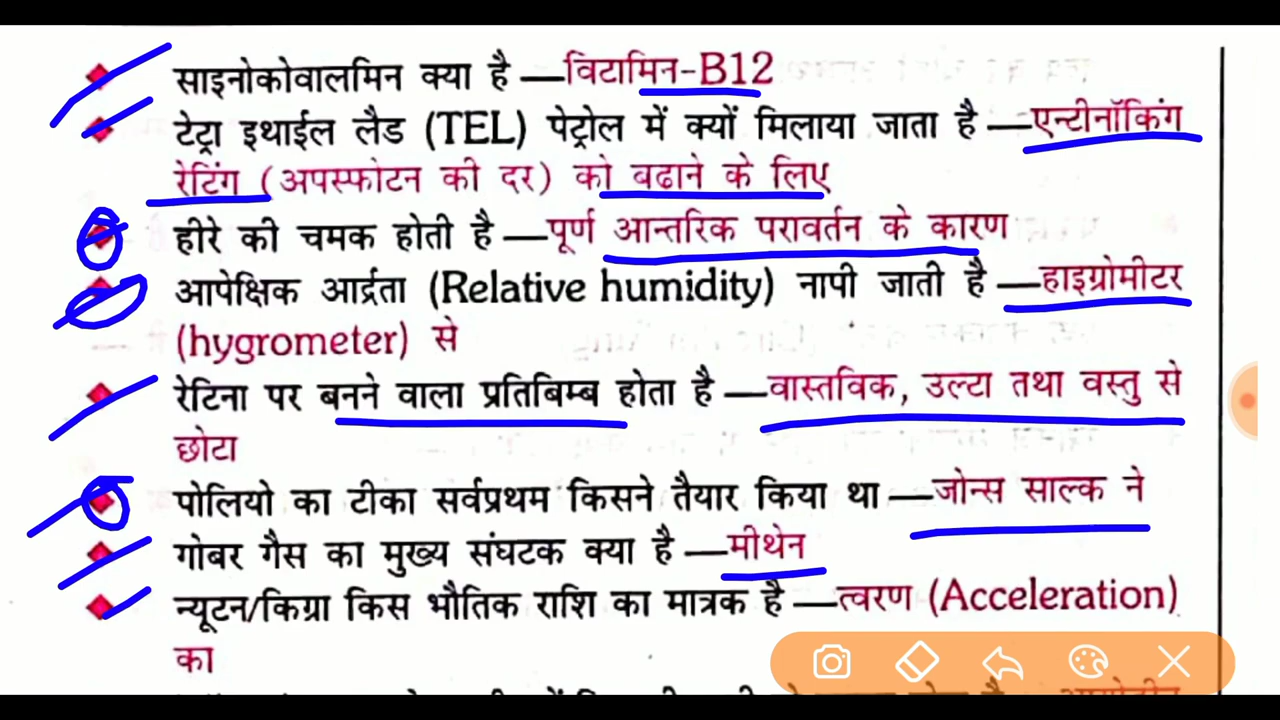 साइनोकोवालमिन क्या है —विटामिन-B12
टेट्रा इथाईल लैड (TEL) पेट्रोल में क्यों मिलाया जाता है —एन्टीनॉकिंग
रेटिंग (अपस्फोटन की दर) को बढाने के लिए
हीरे की चमक होती है —पूर्ण आन्तरिक परावर्तन के कारण
आपेक्षिक आर्द्रता (Relative humidity) नापी जाती है —हाइग्रोमीटर
(hygrometer) से
रेटिना पर बनने वाला प्रतिबिम्ब होता है —वास्तविक, उल्टा तथा वस्तु से
छोटा
पोलियो का टीका सर्वप्रथम किसने तैयार किया था —जोन्स साल्क ने
गोबर गैस का मुख्य संघटक क्या है —मीथेन
न्यूटन/किग्रा किस भौतिक राशि का मात्रक है —त्वरण (Acceleration)
का